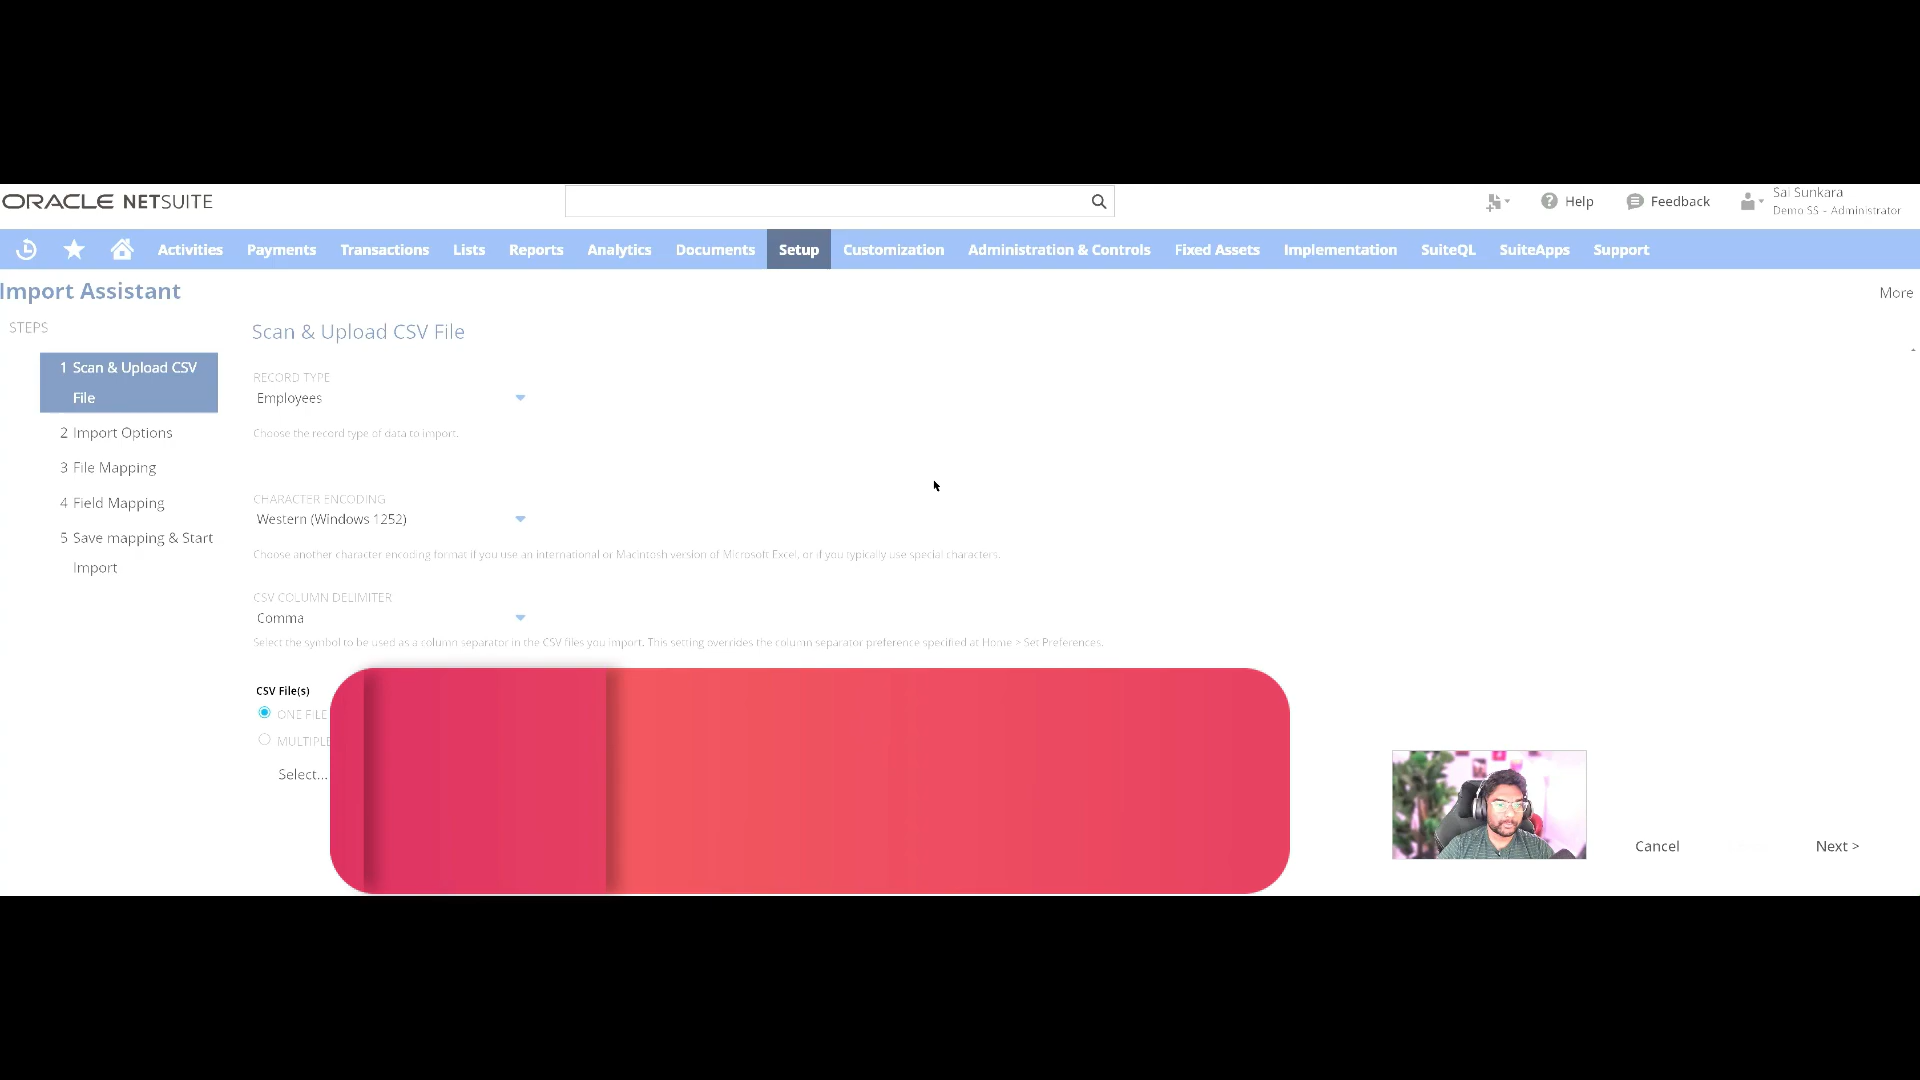 ORACLE NETSUITE
Help
Feedback
Sai Sunkara
Demo SS - Administrator
Activities Payments Transactions Lists Reports Analytics Documents Setup Customization Administration & Controls Fixed Assets Implementation SuiteQL SuiteApps Support
Import Assistant
More
STEPS
1 Scan & Upload CSV
File
2 Import Options
3 File Mapping
4 Field Mapping
5 Save mapping & Start
Import
Scan & Upload CSV File
RECORD TYPE
Employees
Choose the record type of data to import.
CHARACTER ENCODING
Western (Windows 1252)
Choose another character encoding format if you use an international or Macintosh version of Microsoft Excel, or if you typically use special characters.
CSV COLUMN DELIMITER
Comma
Select the symbol to be used as a column separator in the CSV files you import. This setting overrides the column separator preference specified at Home > Set Preferences.
CSV File(s)
ONE FILE
MULTIPLE
Select...
Cancel
Next >